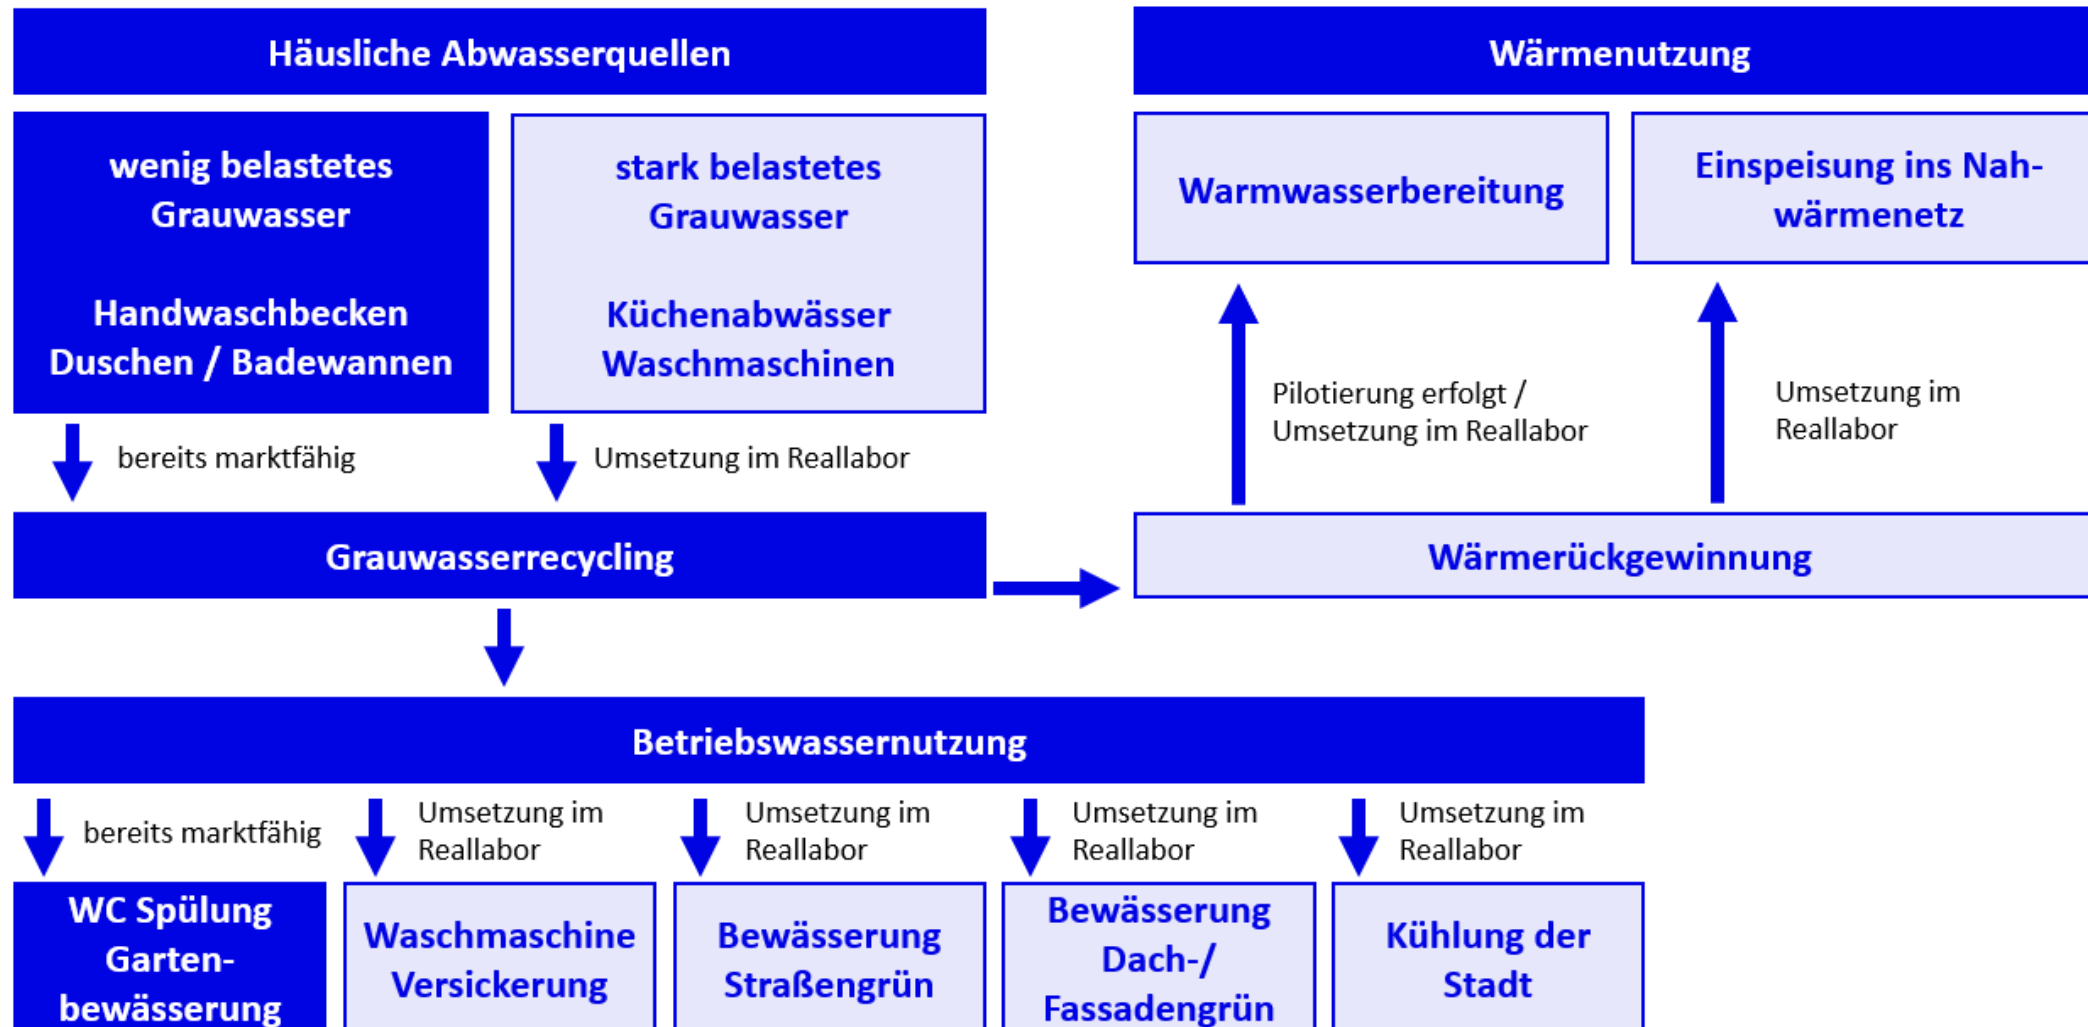 Häusliche Abwasserquellen
wenig belastetes
Grauwasser
Handwaschbecken
Duschen / Badewannen
stark belastetes
Grauwasser
Küchenabwässer
Waschmaschinen
bereits marktfähig
Umsetzung im Reallabor
Grauwasserrecycling
Wärmenutzung
Warmwasserbereitung
Einspeisung ins Nah-
wärmenetz
Pilotierung erfolgt /
Umsetzung im Reallabor
Umsetzung im
Reallabor
Wärmerückgewinnung
Betriebswassernutzung
bereits marktfähig
Umsetzung im
Reallabor
Umsetzung im
Reallabor
Umsetzung im
Reallabor
Umsetzung im
Reallabor
WC Spülung
Garten-
bewässerung
Waschmaschine
Versickerung
Bewässerung
Straßengrün
Bewässerung
Dach-/
Fassadengrün
Kühlung der
Stadt